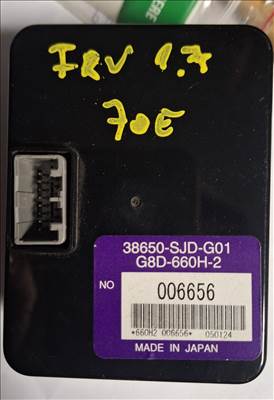 FRV 1.7
70E
38650-SJD-G01
G8D-660H-2
NO 006656
*660H2 006656* 050124
MADE IN JAPAN